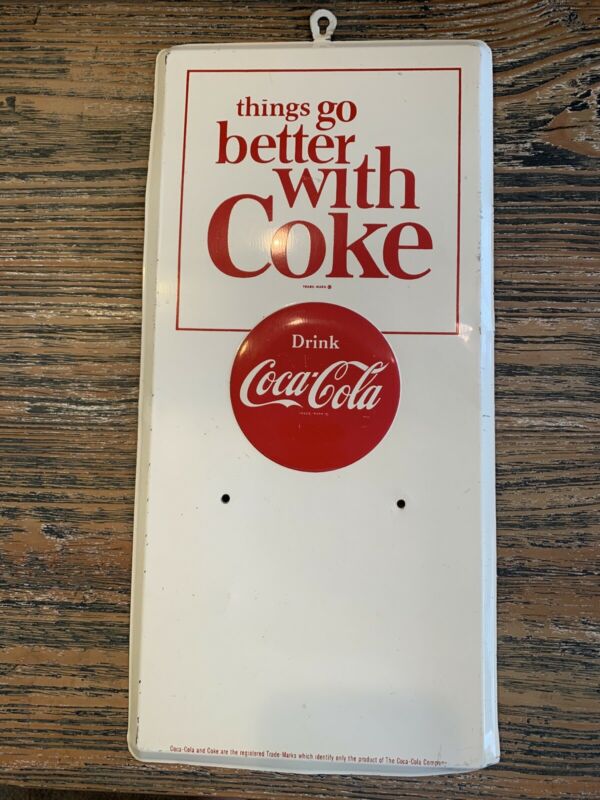 things go
better
with
Coke
TRADE-MARK ®
Drink
Coca-Cola
TRADE-MARK ®
Coca-Cola and Coke are the registered Trade-Marks which identify only the product of The Coca-Cola Company